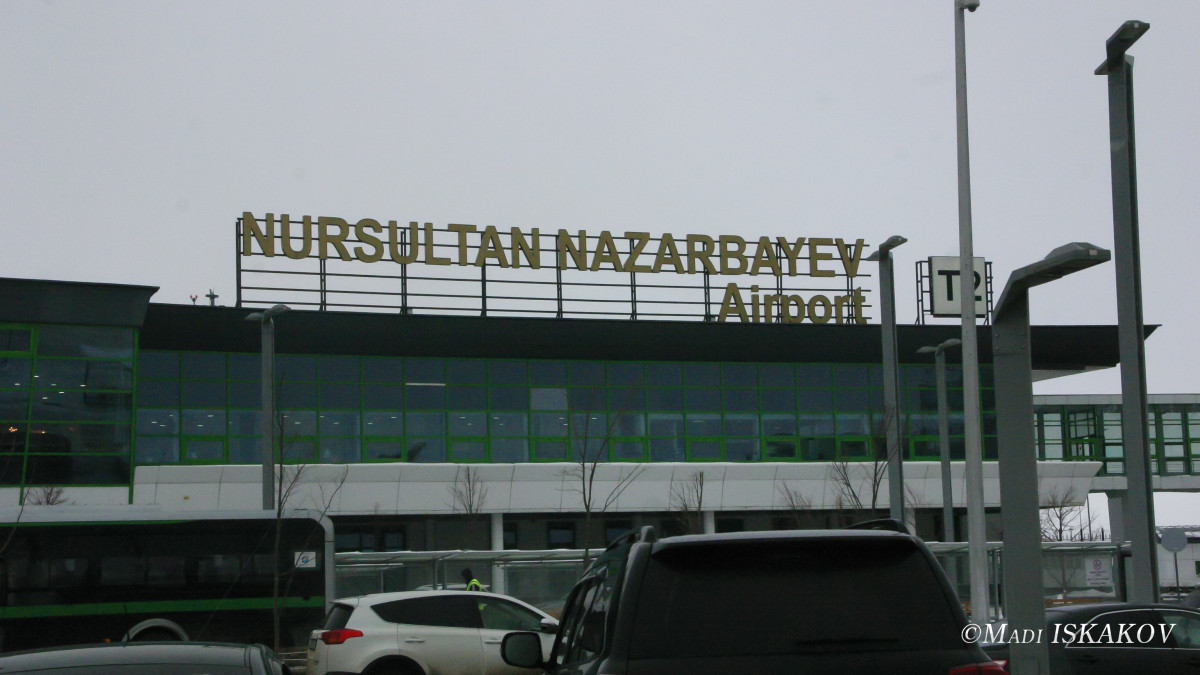 NURSULTAN NAZARBAYEV
Airport
T2
©MADI ISKAKOV